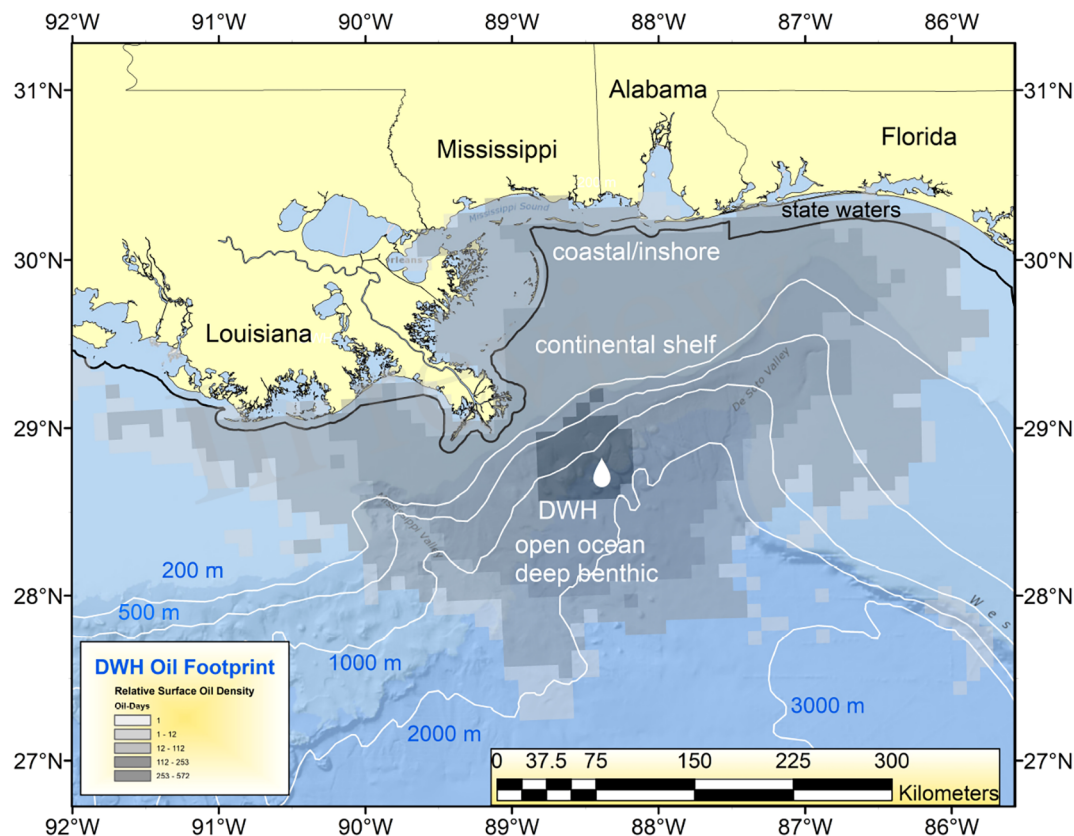 92°W 91°W 90°W 89°W 88°W 87°W 86°W
31°N 31°N
Alabama
Mississippi
Florida
Mississippi Sound
state waters
30°N 30°N
coastal/inshore
Louisiana
continental shelf
De Soto Valley
29°N 29°N
DWH
open ocean
deep benthic
200 m
28°N 28°N
500 m
Wes
1000 m
3000 m
2000 m
27°N 27°N
DWH Oil Footprint
Relative Surface Oil Density
Oil-Days
1
1 - 12
12 - 112
112 - 253
253 - 572
0 37.5 75 150 225 300
Kilometers
92°W 91°W 90°W 89°W 88°W 87°W 86°W